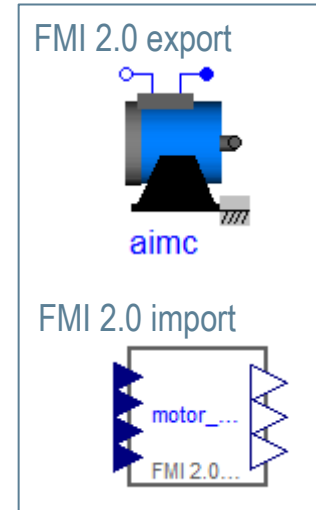 FMI 2.0 export
aimc
FMI 2.0 import
motor_...
FMI 2.0...